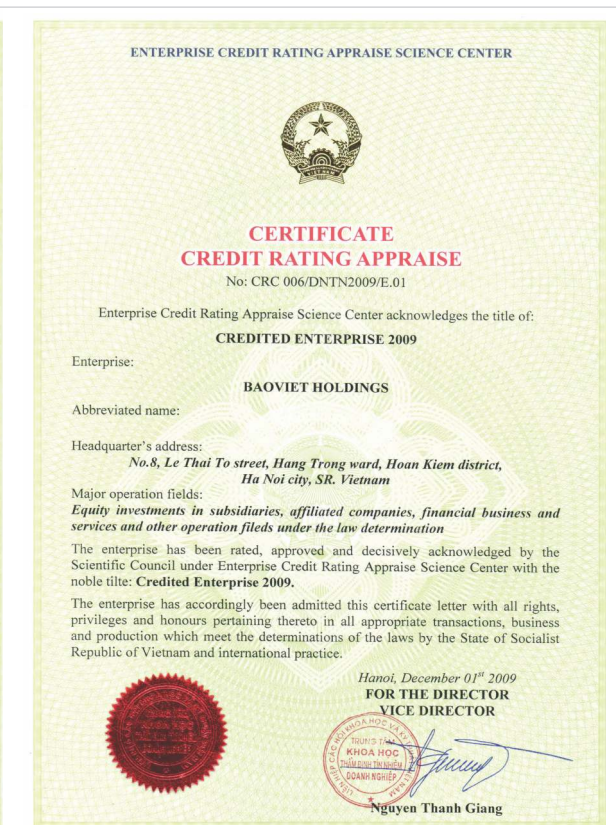 ENTERPRISE CREDIT RATING APPRAISE SCIENCE CENTER
VIỆT NAM
CERTIFICATE
CREDIT RATING APPRAISE
No: CRC 006/DNTN2009/E.01
Enterprise Credit Rating Appraise Science Center acknowledges the title of:
CREDITED ENTERPRISE 2009
Enterprise:
BAOVIET HOLDINGS
Abbreviated name:
Headquarter's address:
No.8, Le Thai To street, Hang Trong ward, Hoan Kiem district,
Ha Noi city, SR. Vietnam
Major operation fields:
Equity investments in subsidiaries, affiliated companies, financial business and
services and other operation fileds under the law determination
The enterprise has been rated, approved and decisively acknowledged by the
Scientific Council under Enterprise Credit Rating Appraise Science Center with the
noble tilte: Credited Enterprise 2009.
The enterprise has accordingly been admitted this certificate letter with all rights,
privileges and honours pertaining thereto in all appropriate transactions, business
and production which meet the determinations of the laws by the State of Socialist
Republic of Vietnam and international practice.
Hanoi, December 01st 2009
FOR THE DIRECTOR
VICE DIRECTOR
TRUNG TÂM
KHOA HỌC
THẨM ĐỊNH TÍN NHIỆM
DOANH NGHIỆP
Nguyen Thanh Giang